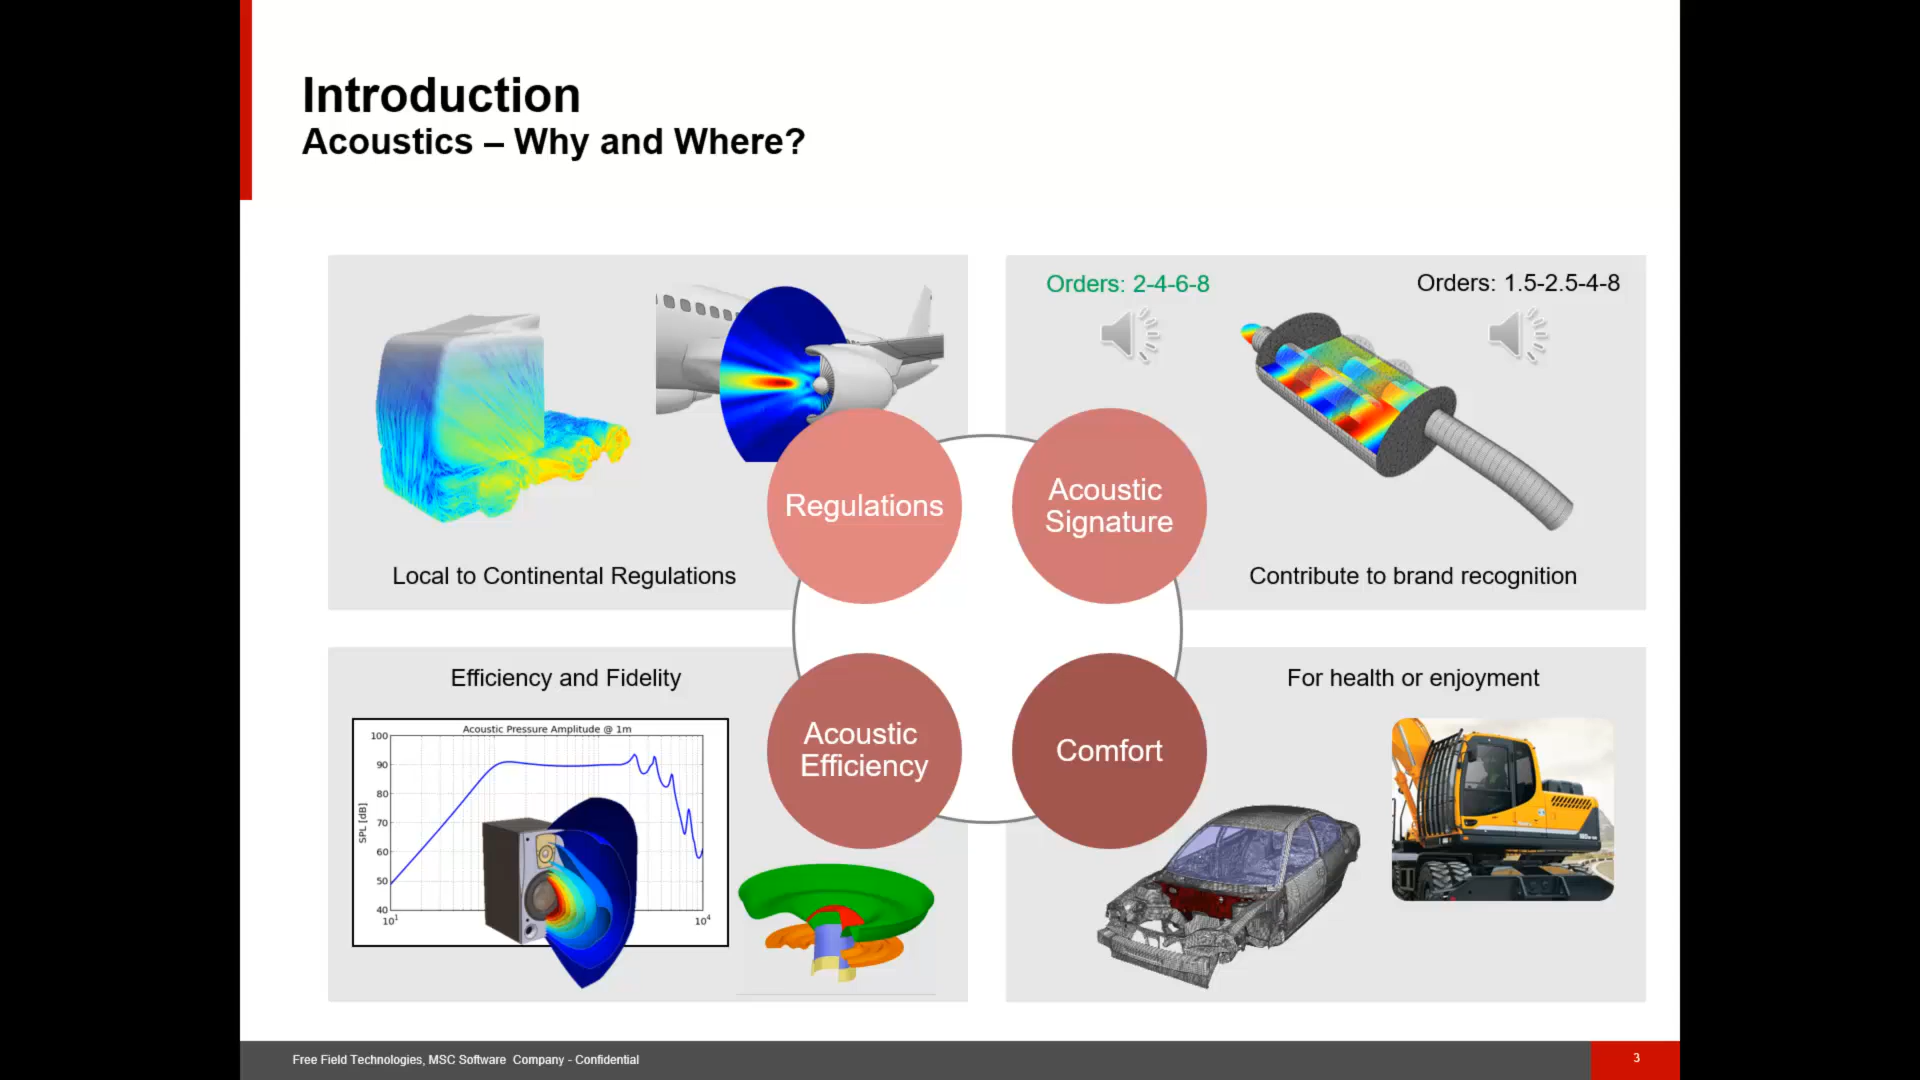 Introduction
Acoustics – Why and Where?
Regulations
Local to Continental Regulations
Orders: 2-4-6-8
Orders: 1.5-2.5-4-8
Acoustic
Signature
Contribute to brand recognition
Efficiency and Fidelity
Acoustic Pressure Amplitude @ 1m
SPL [dB]
100
90
80
70
60
50
40
10¹
10⁴
Acoustic
Efficiency
Comfort
For health or enjoyment
Free Field Technologies, MSC Software Company - Confidential
3